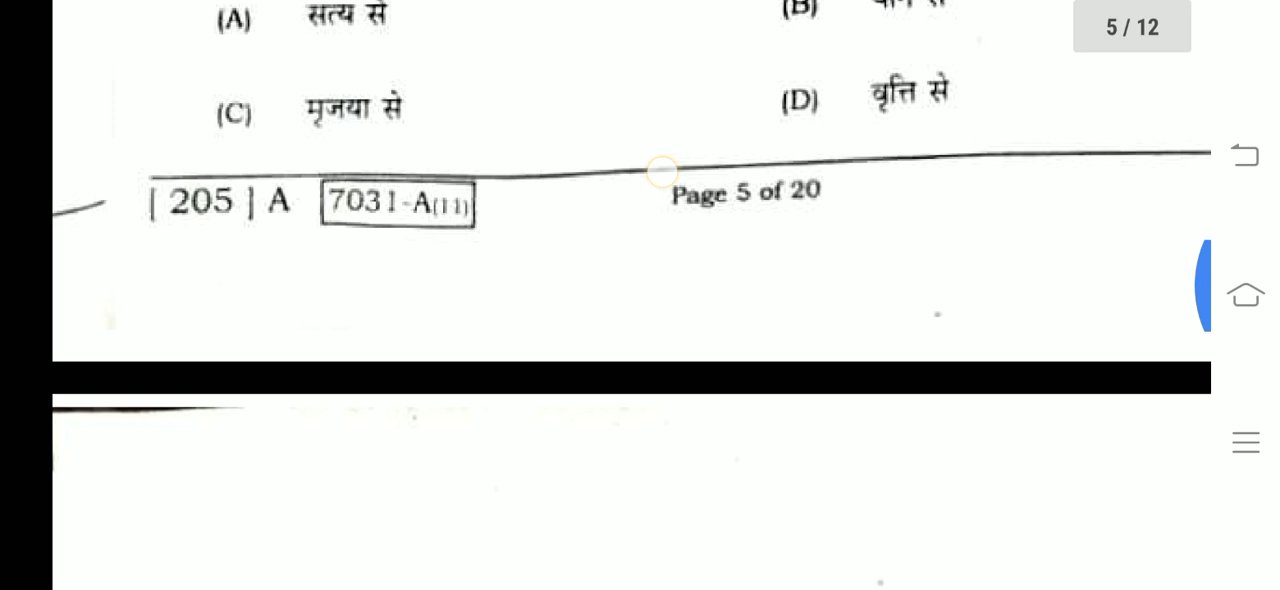 (A) सत्य से (B)
5 / 12
(C) मृजया से (D) वृत्ति से
[ 205 ] A 7031-A(11) Page 5 of 20